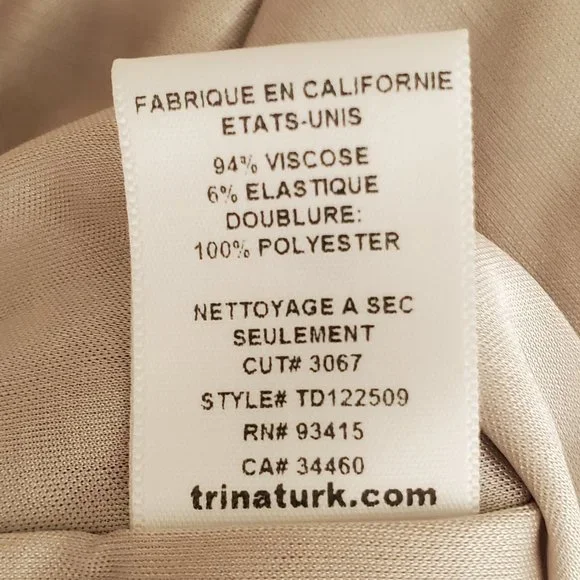 FABRIQUE EN CALIFORNIE
ETATS-UNIS
94% VISCOSE
6% ELASTIQUE
DOUBLURE:
100% POLYESTER
NETTOYAGE A SEC
SEULEMENT
CUT# 3067
STYLE# TD122509
RN# 93415
CA# 34460
trinaturk.com